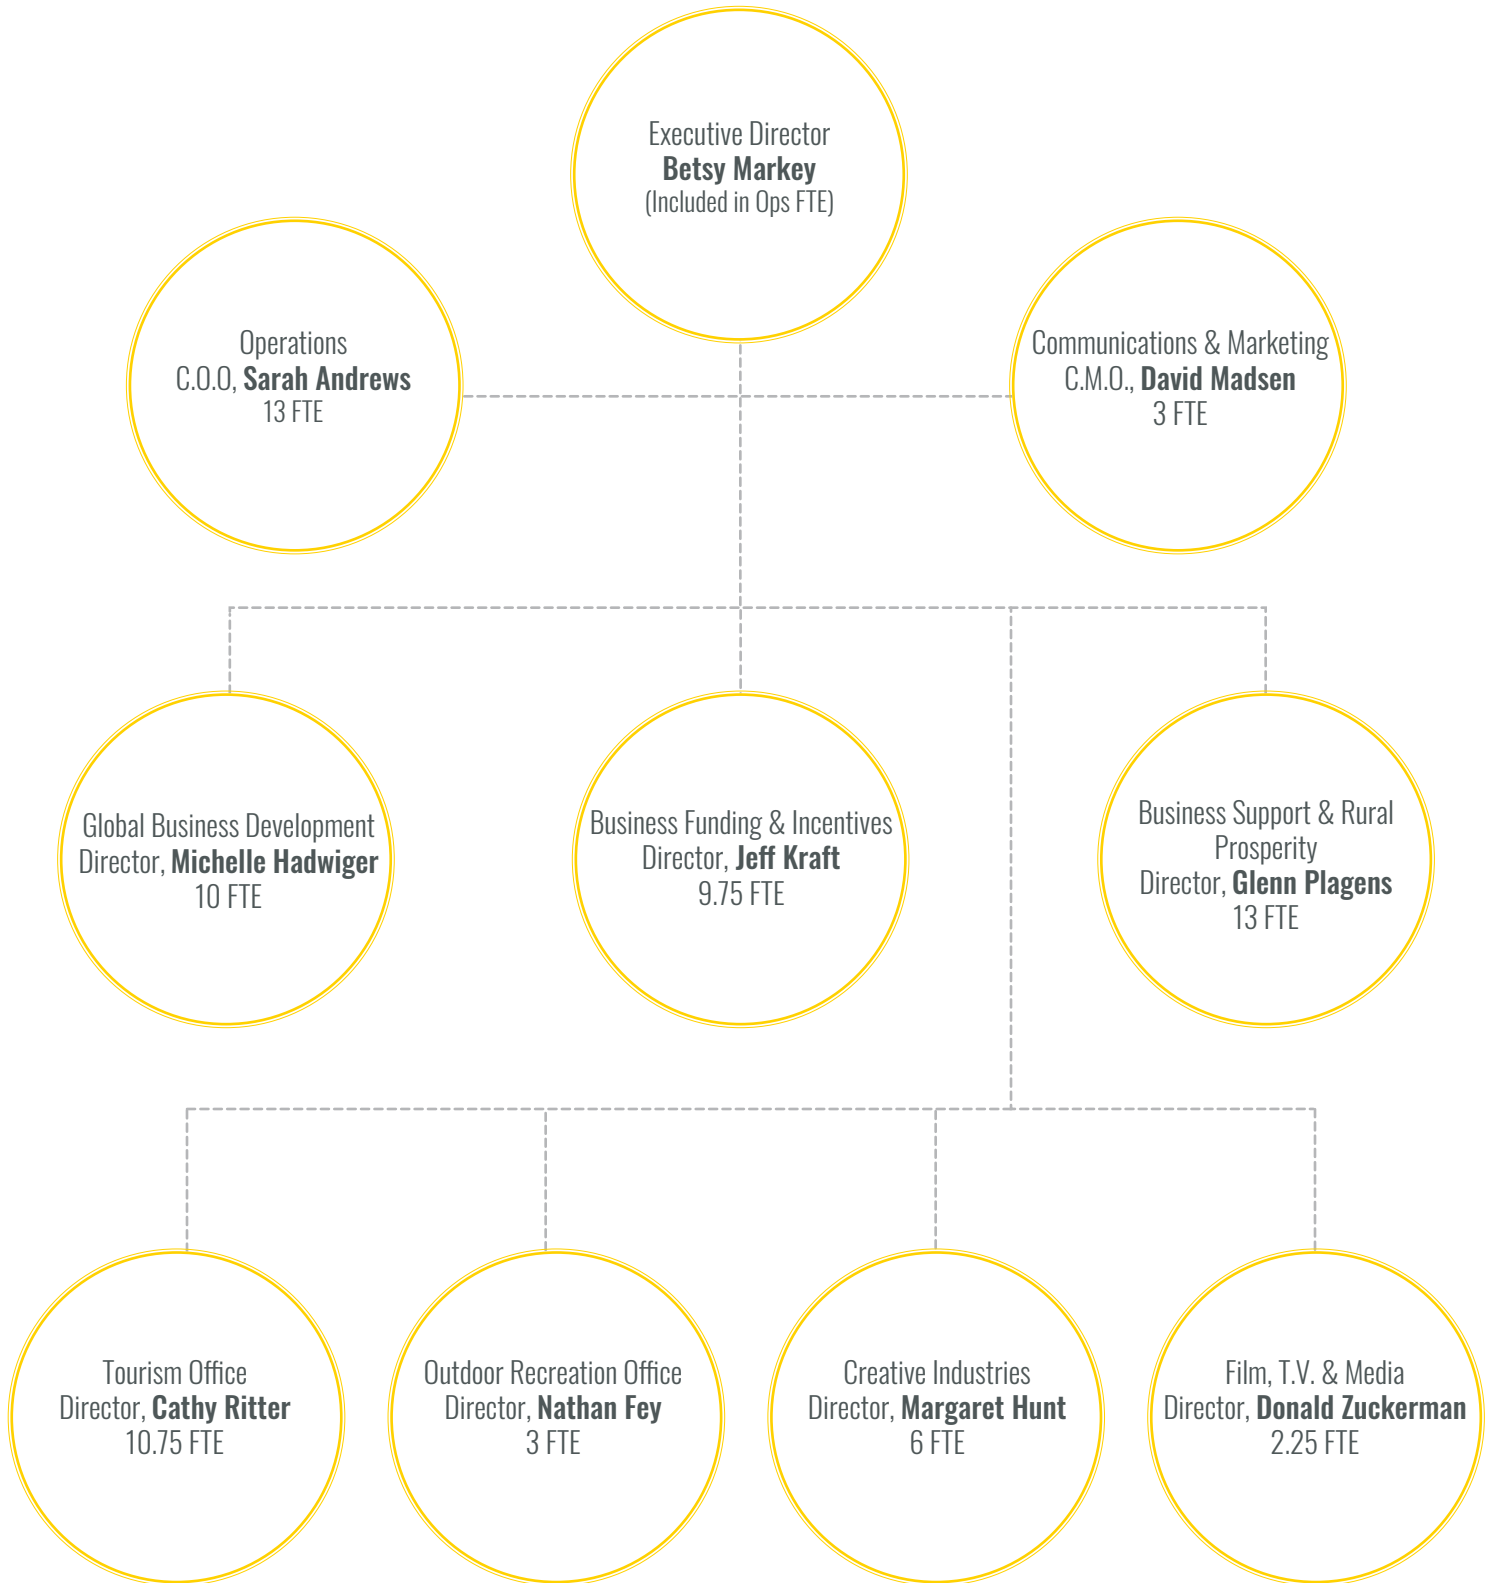 Executive Director
Betsy Markey
(Included in Ops FTE)
Operations
C.O.O, Sarah Andrews
13 FTE
Communications & Marketing
C.M.O., David Madsen
3 FTE
Global Business Development
Director, Michelle Hadwiger
10 FTE
Business Funding & Incentives
Director, Jeff Kraft
9.75 FTE
Business Support & Rural
Prosperity
Director, Glenn Plagens
13 FTE
Tourism Office
Director, Cathy Ritter
10.75 FTE
Outdoor Recreation Office
Director, Nathan Fey
3 FTE
Creative Industries
Director, Margaret Hunt
6 FTE
Film, T.V. & Media
Director, Donald Zuckerman
2.25 FTE